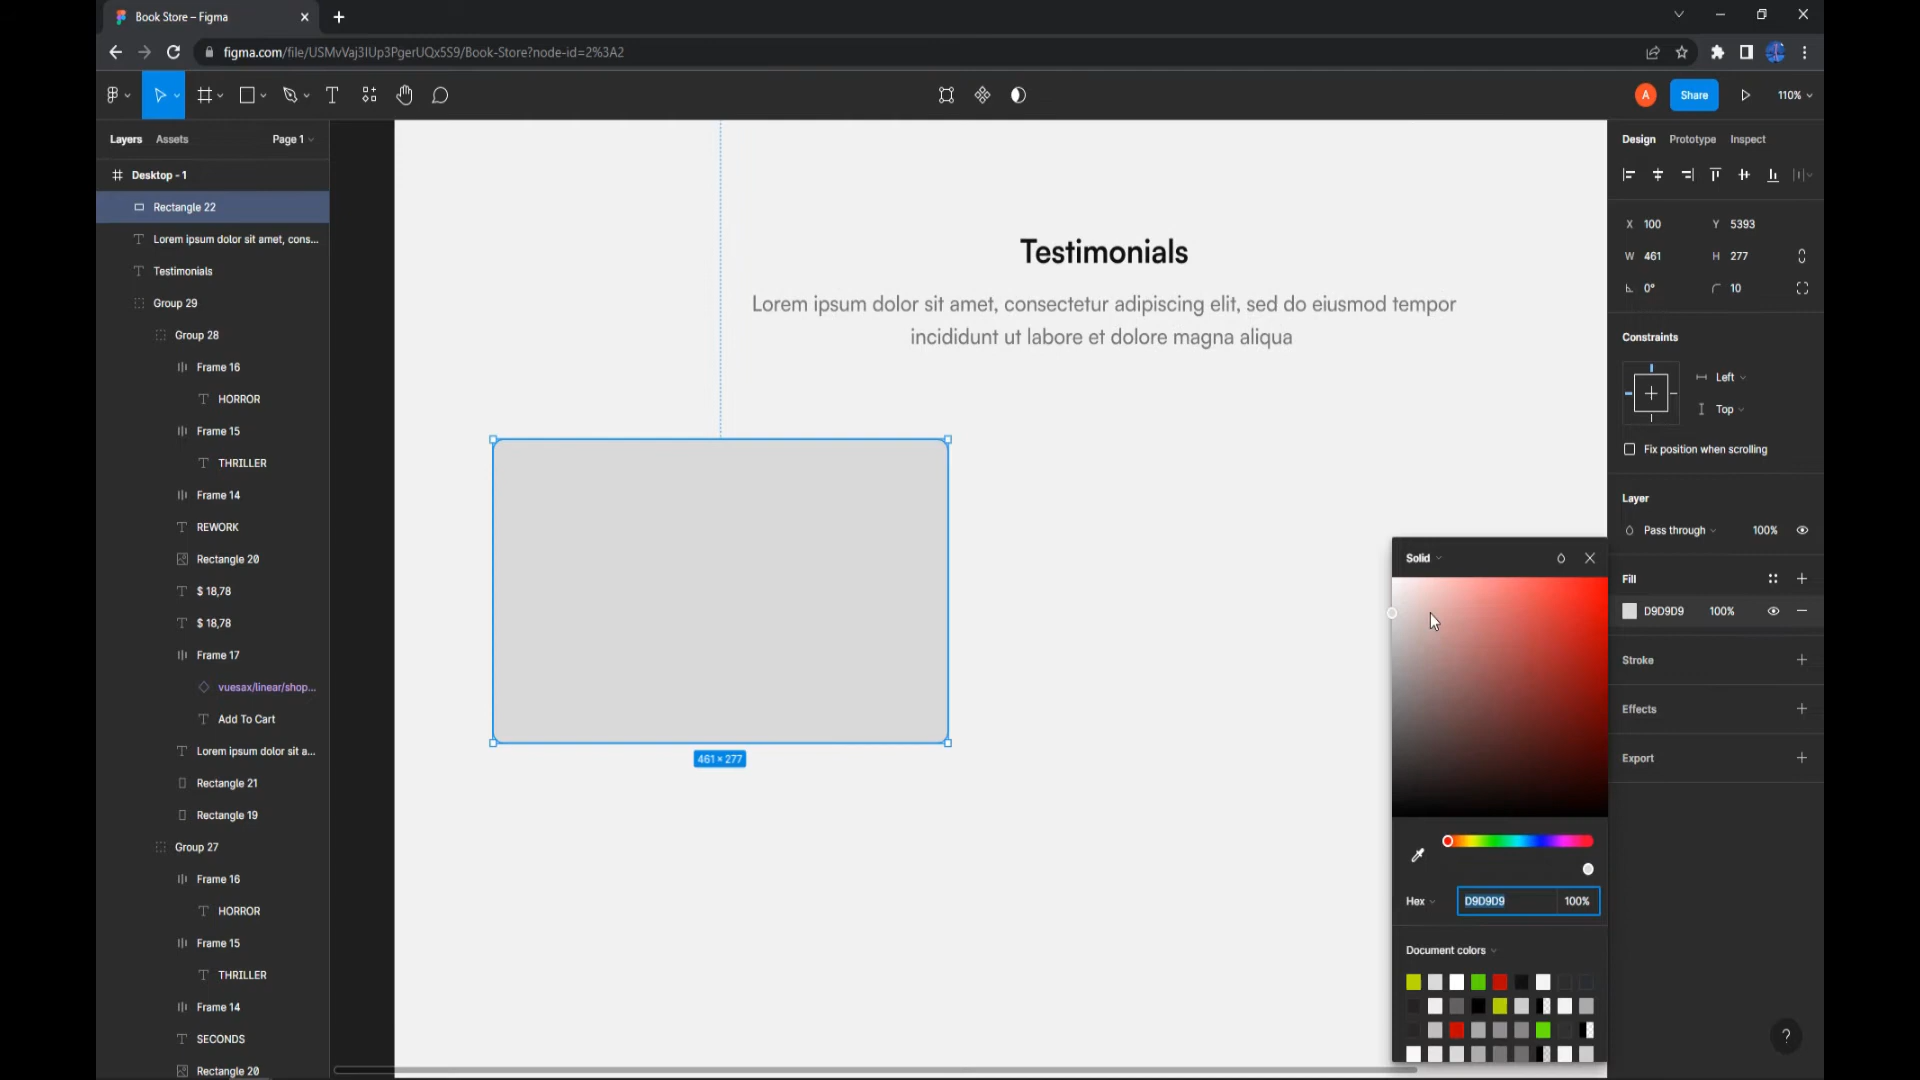 Book Store – Figma
figma.com/file/USMvVaj3IUp3PgerUQx5S9/Book-Store?node-id=2%3A2
A
Share
110%
Layers
Assets
Page 1
Desktop - 1
Rectangle 22
Lorem ipsum dolor sit amet, cons...
Testimonials
Group 29
Group 28
Frame 16
HORROR
Frame 15
THRILLER
Frame 14
REWORK
Rectangle 20
$ 18,78
$ 18,78
Frame 17
vuesax/linear/shop...
Add To Cart
Lorem ipsum dolor sit a...
Rectangle 21
Rectangle 19
Group 27
Frame 16
HORROR
Frame 15
THRILLER
Frame 14
SECONDS
Rectangle 20
Testimonials
Lorem ipsum dolor sit amet, consectetur adipiscing elit, sed do eiusmod tempor
incididunt ut labore et dolore magna aliqua
461 × 277
Solid
Hex
D9D9D9
100%
Document colors
Design
Prototype
Inspect
X 100
Y 5393
W 461
H 277
0°
10
Constraints
Left
Top
Fix position when scrolling
Layer
Pass through
100%
Fill
D9D9D9
100%
Stroke
Effects
Export
?